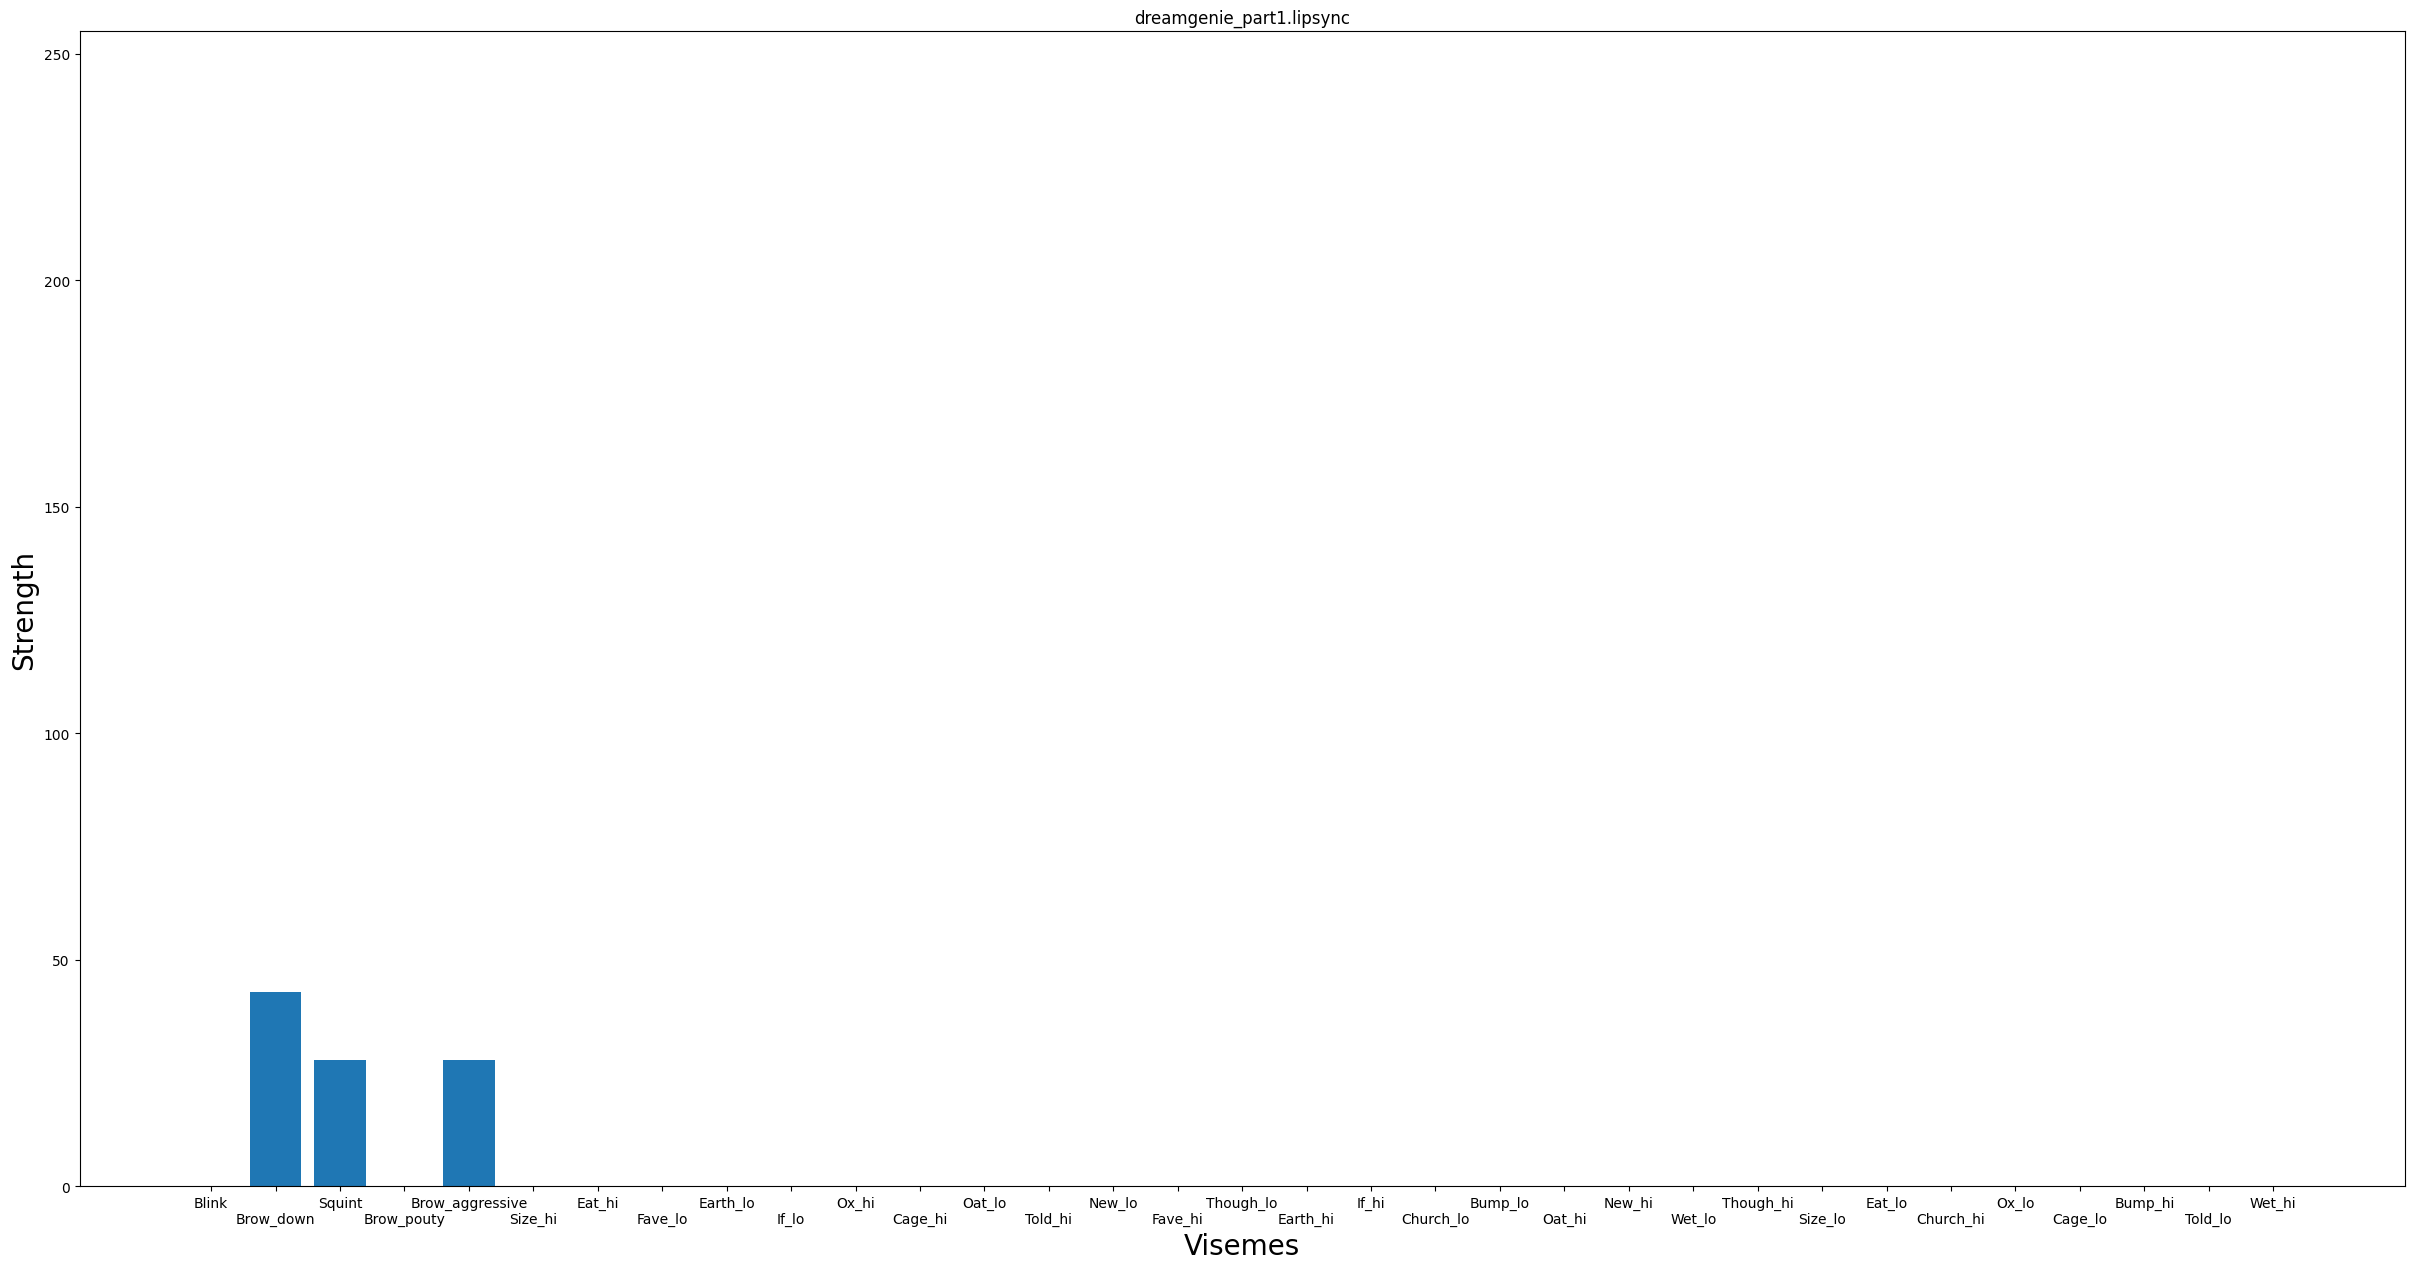 dreamgenie_part1.lipsync
250
200
150
100
50
0
Strength
Blink Squint Brow_aggressive Eat_hi Earth_lo Ox_hi Oat_lo New_lo Though_lo If_hi Bump_lo New_hi Though_hi Eat_lo Ox_lo Bump_hi Wet_hi
Brow_down Brow_pouty Size_hi Fave_lo If_lo Cage_hi Told_hi Fave_hi Earth_hi Church_lo Oat_hi Wet_lo Size_lo Church_hi Cage_lo Told_lo
Visemes